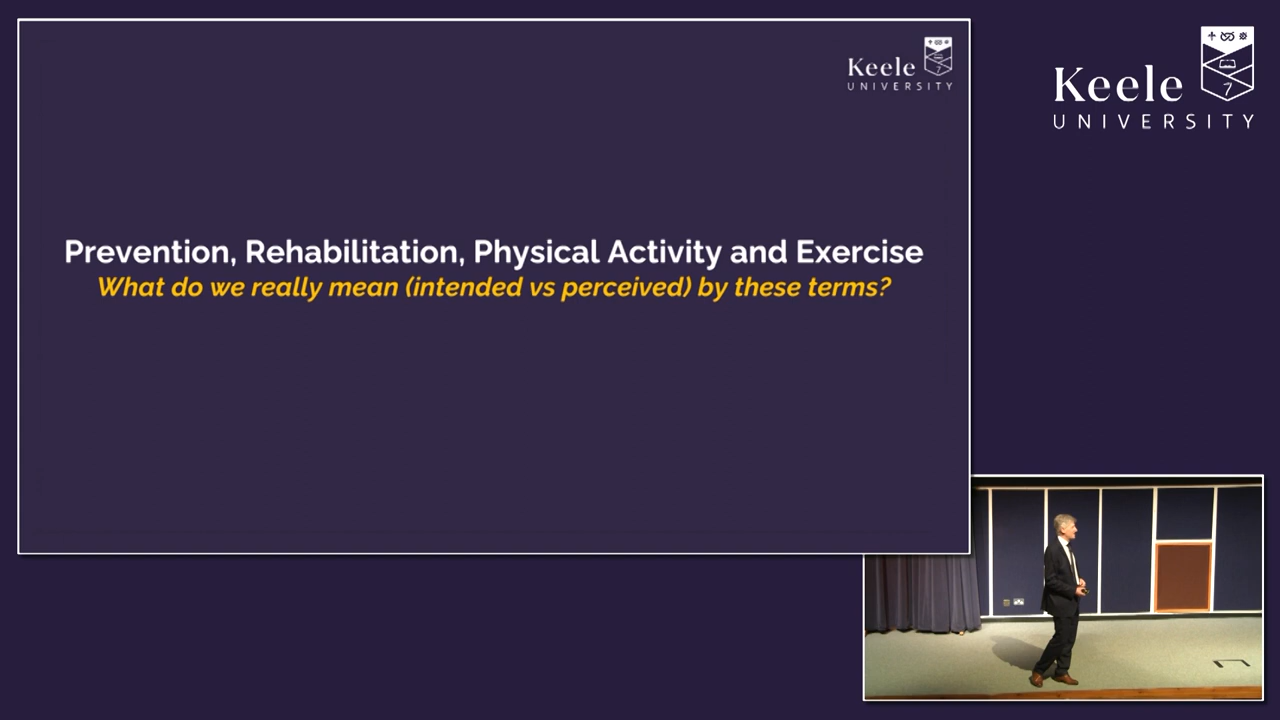 Keele
UNIVERSITY
Prevention, Rehabilitation, Physical Activity and Exercise
What do we really mean (intended vs perceived) by these terms?
Keele
UNIVERSITY